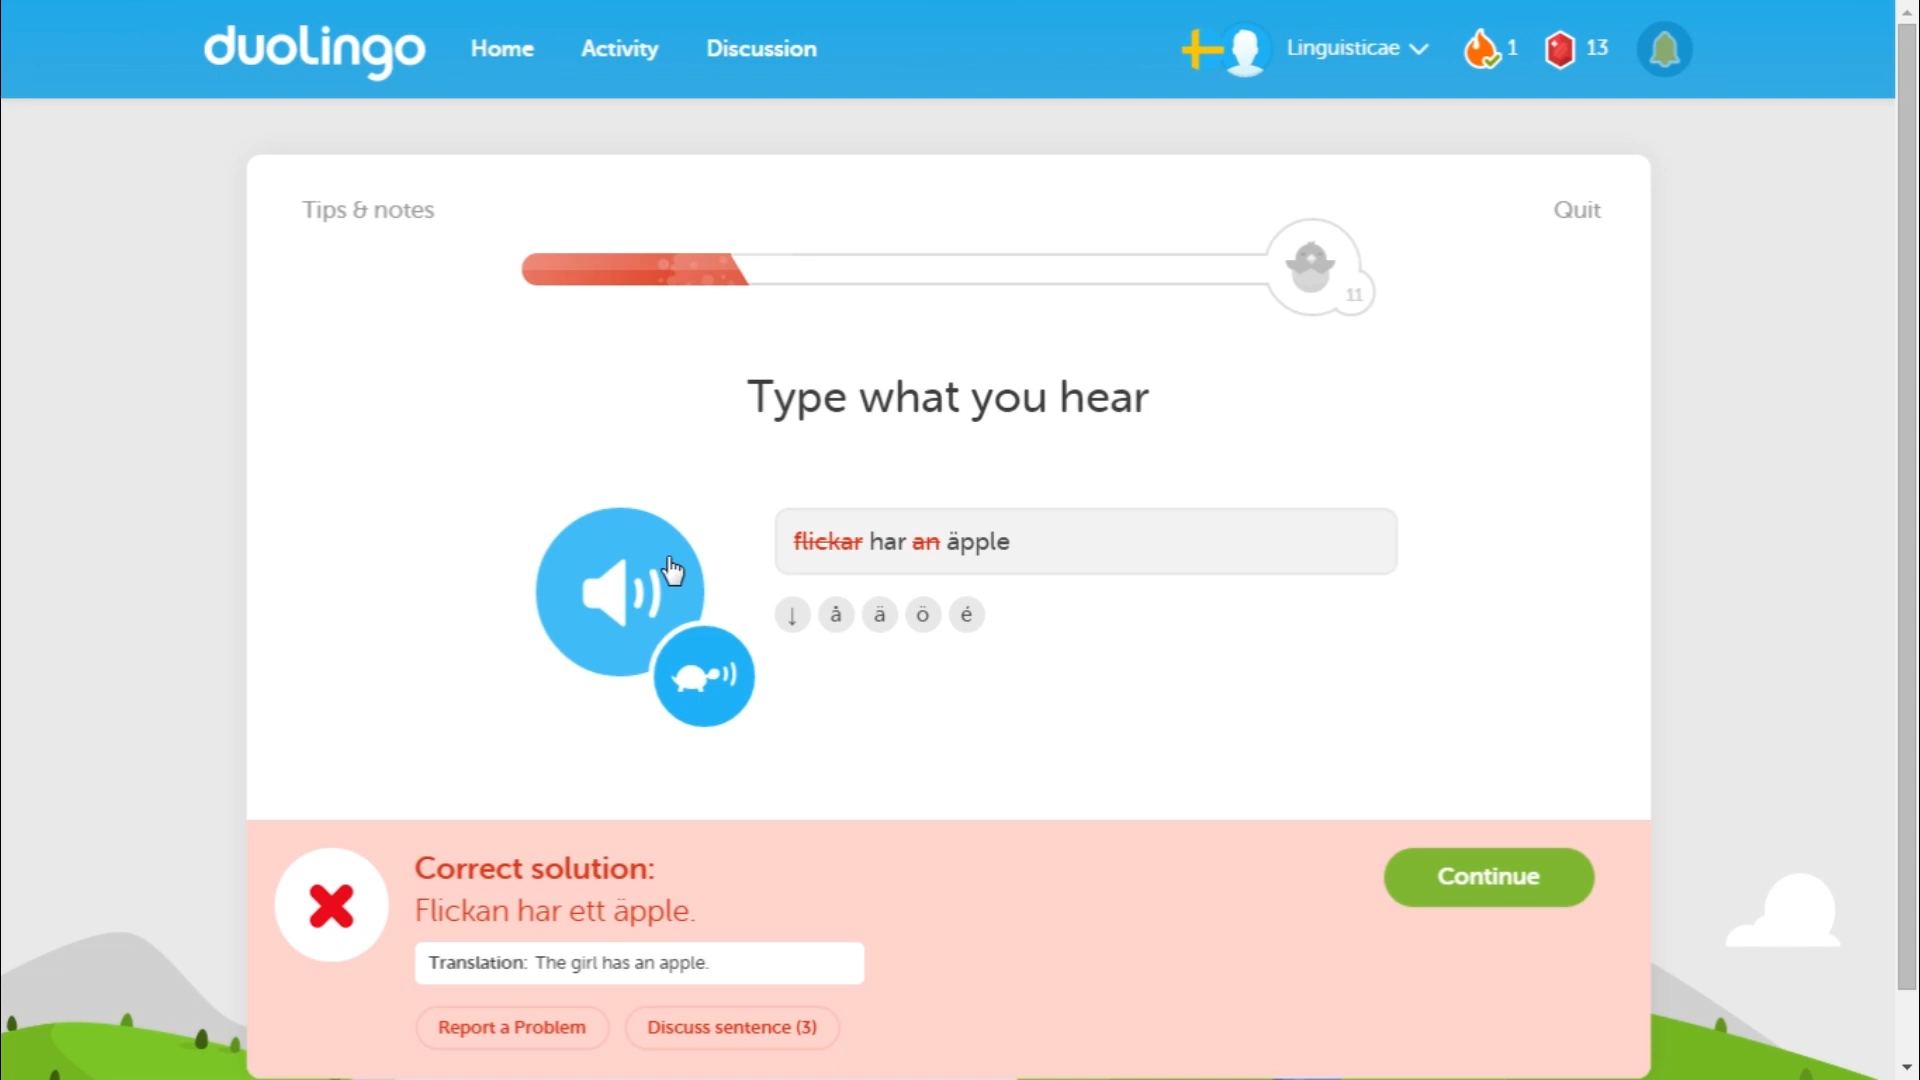 duolingo Home Activity Discussion Linguisticae 1 13
Tips & notes Quit
11
Type what you hear
flickar har an äpple
↓ å ä ö é
Correct solution:
Flickan har ett äpple.
Continue
Translation: The girl has an apple.
Report a Problem Discuss sentence (3)